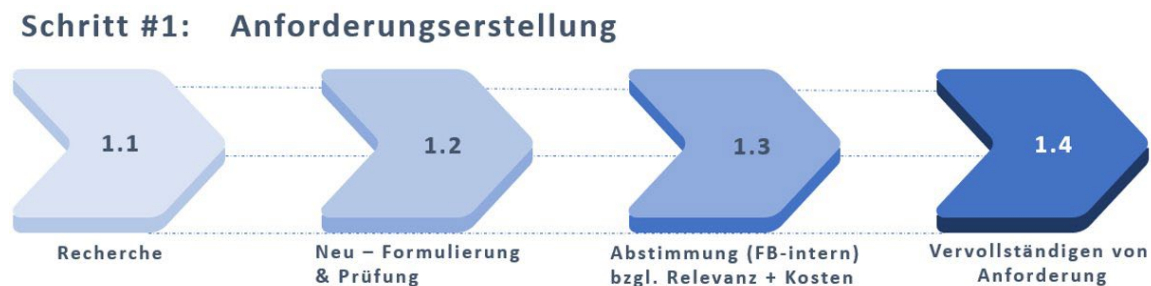 Schritt #1: Anforderungserstellung
1.1
1.2
1.3
1.4
Recherche
Neu – Formulierung
& Prüfung
Abstimmung (FB-intern)
bzgl. Relevanz + Kosten
Vervollständigen von
Anforderung